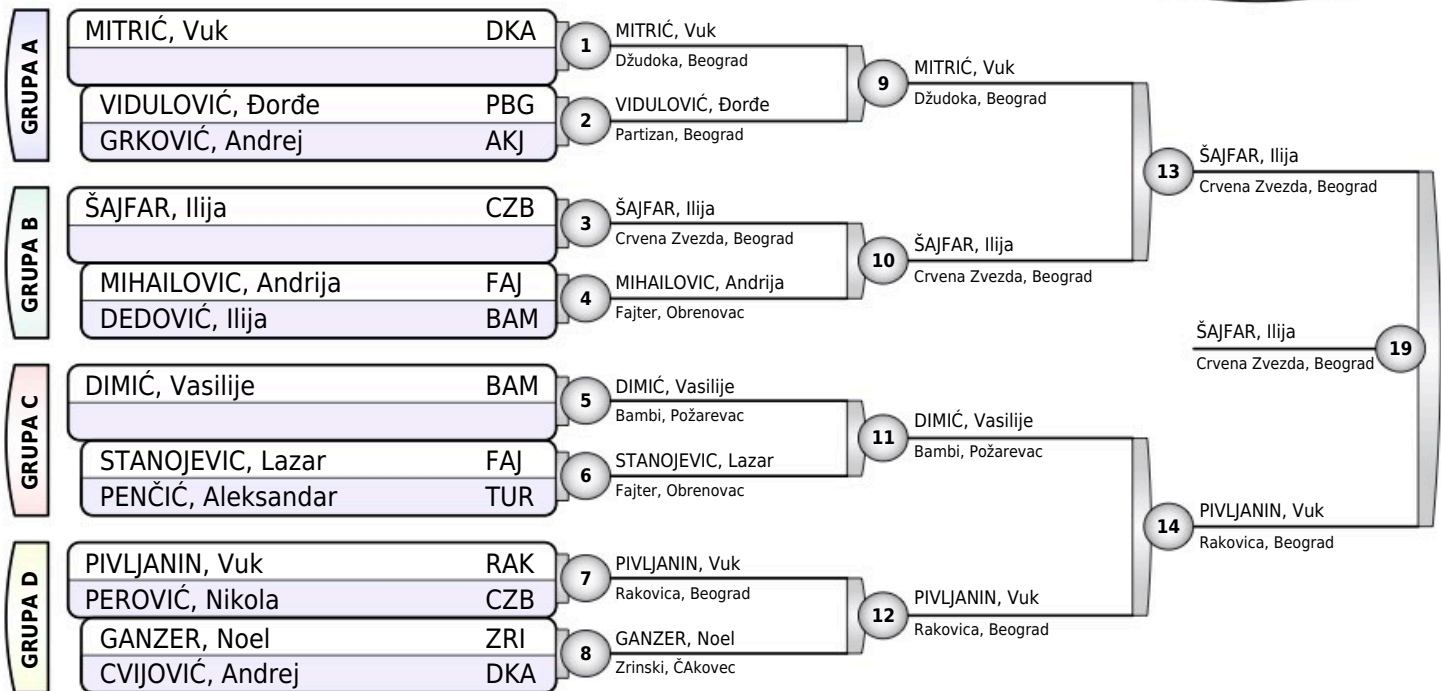 GRUPA A
MITRIĆ, Vuk DKA
VIDULOVIĆ, Đorđe PBG
GRKOVIĆ, Andrej AKJ
GRUPA B
ŠAJFAR, Ilija CZB
MIHAILOVIC, Andrija FAJ
DEDOVIĆ, Ilija BAM
GRUPA C
DIMIĆ, Vasilije BAM
STANOJEVIC, Lazar FAJ
PENČIĆ, Aleksandar TUR
GRUPA D
PIVLJANIN, Vuk RAK
PEROVIĆ, Nikola CZB
GANZER, Noel ZRI
CVIJOVIĆ, Andrej DKA
1
MITRIĆ, Vuk
Džudoka, Beograd
2
VIDULOVIĆ, Đorđe
Partizan, Beograd
3
ŠAJFAR, Ilija
Crvena Zvezda, Beograd
4
MIHAILOVIC, Andrija
Fajter, Obrenovac
5
DIMIĆ, Vasilije
Bambi, Požarevac
6
STANOJEVIC, Lazar
Fajter, Obrenovac
7
PIVLJANIN, Vuk
Rakovica, Beograd
8
GANZER, Noel
Zrinski, ČAkovec
9
MITRIĆ, Vuk
Džudoka, Beograd
10
ŠAJFAR, Ilija
Crvena Zvezda, Beograd
11
DIMIĆ, Vasilije
Bambi, Požarevac
12
PIVLJANIN, Vuk
Rakovica, Beograd
13
ŠAJFAR, Ilija
Crvena Zvezda, Beograd
14
PIVLJANIN, Vuk
Rakovica, Beograd
ŠAJFAR, Ilija
Crvena Zvezda, Beograd
19